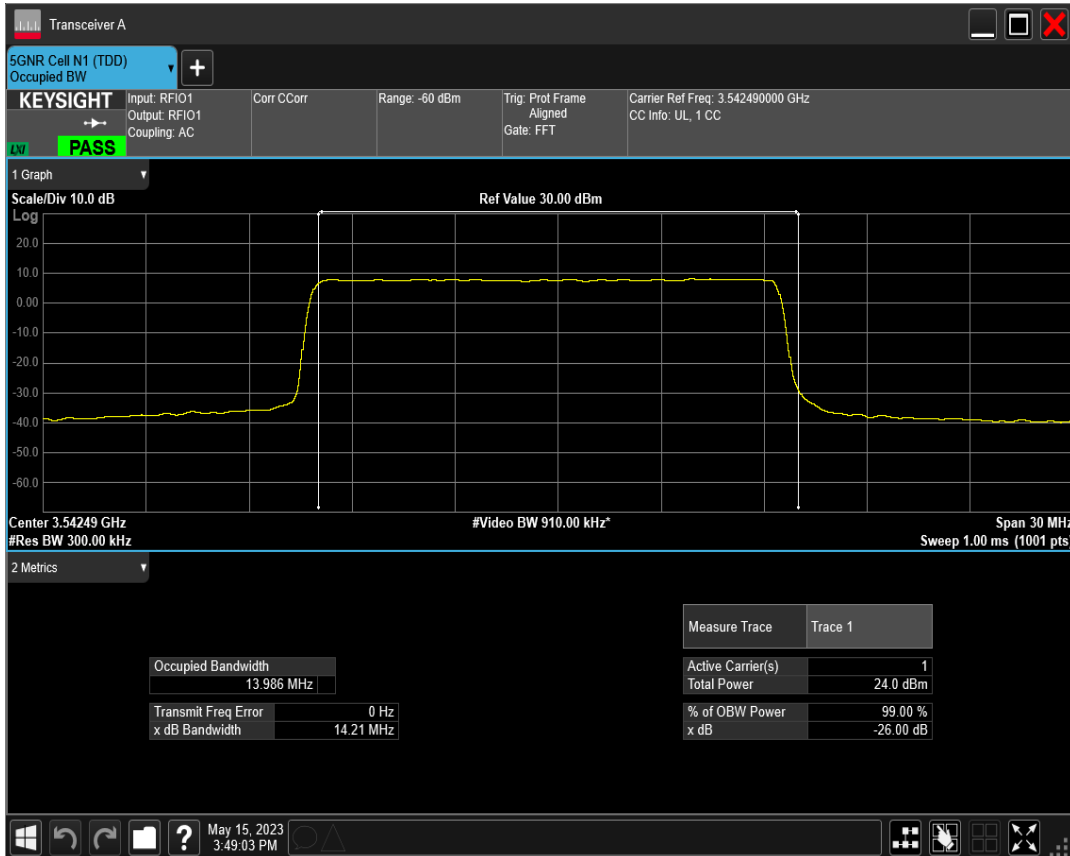 Transceiver A
5GNR Cell N1 (TDD)
Occupied BW
+
KEYSIGHT
LXI
PASS
Input: RFIO1
Output: RFIO1
Coupling: AC
Corr CCorr
Range: -60 dBm
Trig: Prot Frame
Aligned
Gate: FFT
Carrier Ref Freq: 3.542490000 GHz
CC Info: UL, 1 CC
1 Graph
Scale/Div 10.0 dB
Ref Value 30.00 dBm
Log
20.0
10.0
0.00
-10.0
-20.0
-30.0
-40.0
-50.0
-60.0
Center 3.54249 GHz
#Video BW 910.00 kHz*
Span 30 MHz
#Res BW 300.00 kHz
Sweep 1.00 ms (1001 pts)
2 Metrics
Measure Trace Trace 1
Occupied Bandwidth
13.986 MHz
Active Carrier(s) 1
Total Power 24.0 dBm
Transmit Freq Error 0 Hz
x dB Bandwidth 14.21 MHz
% of OBW Power 99.00 %
x dB -26.00 dB
?
May 15, 2023
3:49:03 PM